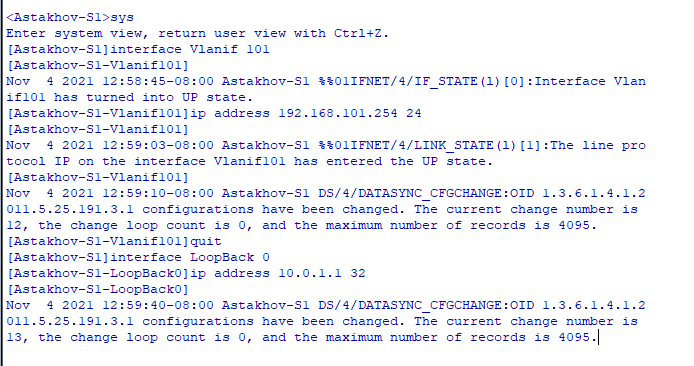 <Astakhov-S1>sys
Enter system view, return user view with Ctrl+Z.
[Astakhov-S1]interface Vlanif 101
[Astakhov-S1-Vlanif101]
Nov  4 2021 12:58:45-08:00 Astakhov-S1 %%01IFNET/4/IF_STATE(l)[0]:Interface Vlan
if101 has turned into UP state.
[Astakhov-S1-Vlanif101]ip address 192.168.101.254 24
[Astakhov-S1-Vlanif101]
Nov  4 2021 12:59:03-08:00 Astakhov-S1 %%01IFNET/4/LINK_STATE(l)[1]:The line pro
tocol IP on the interface Vlanif101 has entered the UP state.
[Astakhov-S1-Vlanif101]
Nov  4 2021 12:59:10-08:00 Astakhov-S1 DS/4/DATASYNC_CFGCHANGE:OID 1.3.6.1.4.1.2
011.5.25.191.3.1 configurations have been changed. The current change number is
12, the change loop count is 0, and the maximum number of records is 4095.
[Astakhov-S1-Vlanif101]quit
[Astakhov-S1]interface LoopBack 0
[Astakhov-S1-LoopBack0]ip address 10.0.1.1 32
[Astakhov-S1-LoopBack0]
Nov  4 2021 12:59:40-08:00 Astakhov-S1 DS/4/DATASYNC_CFGCHANGE:OID 1.3.6.1.4.1.2
011.5.25.191.3.1 configurations have been changed. The current change number is
13, the change loop count is 0, and the maximum number of records is 4095.